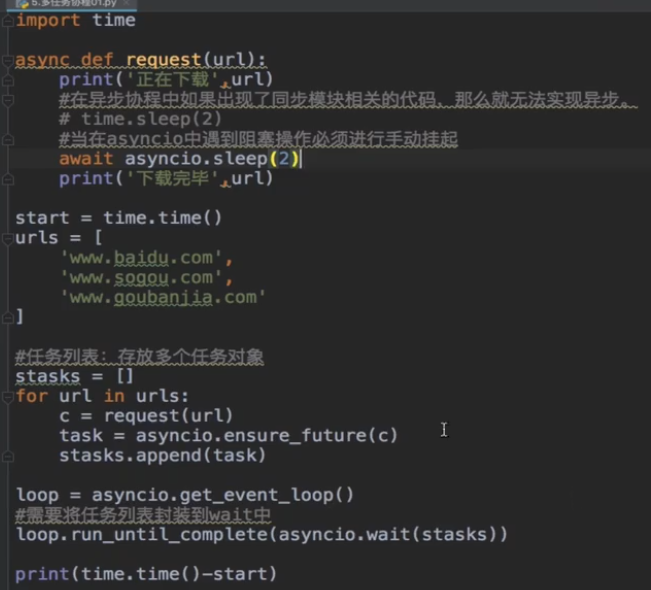 5.多任务协程01.py
import time
async def request(url):
    print('正在下载',url)
    #在异步协程中如果出现了同步模块相关的代码，那么就无法实现异步。
    # time.sleep(2)
    #当在asyncio中遇到阻塞操作必须进行手动挂起
    await asyncio.sleep(2)
    print('下载完毕',url)
start = time.time()
urls = [
    'www.baidu.com',
    'www.sogou.com',
    'www.goubanjia.com'
]
#任务列表：存放多个任务对象
stasks = []
for url in urls:
    c = request(url)
    task = asyncio.ensure_future(c)
    stasks.append(task)
loop = asyncio.get_event_loop()
#需要将任务列表封装到wait中
loop.run_until_complete(asyncio.wait(stasks))
print(time.time()-start)